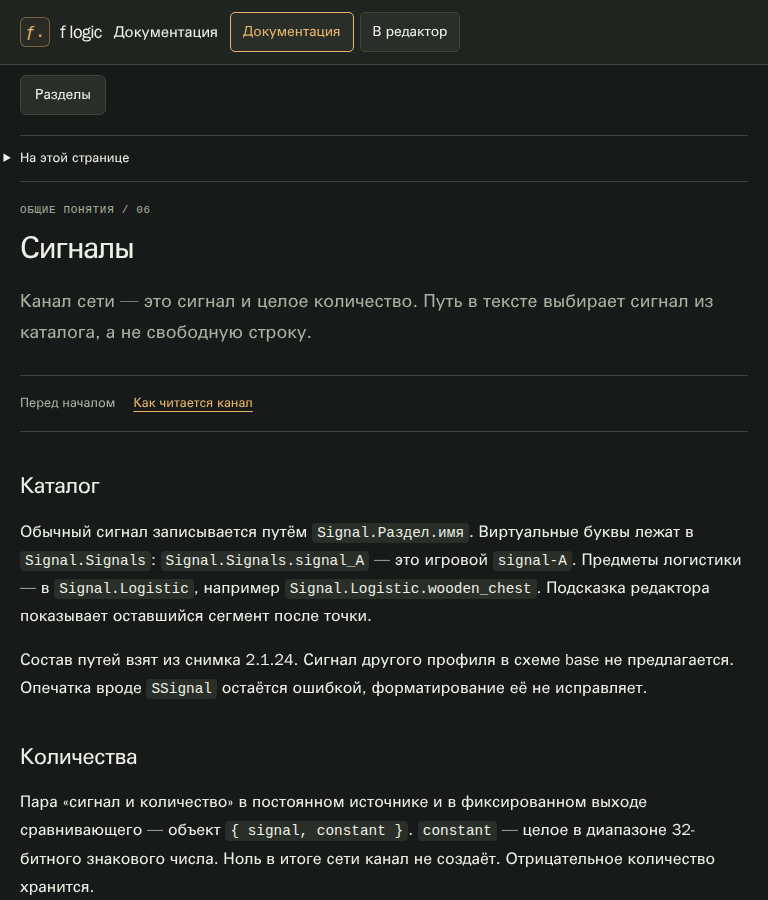 f. f logic Документация Документация В редактор
Разделы
На этой странице
ОБЩИЕ ПОНЯТИЯ / 06
Сигналы
Канал сети — это сигнал и целое количество. Путь в тексте выбирает сигнал из
каталога, а не свободную строку.
Перед началом Как читается канал
Каталог
Обычный сигнал записывается путём Signal.Раздел.имя. Виртуальные буквы лежат в
Signal.Signals: Signal.Signals.signal_A — это игровой signal-A. Предметы логистики
— в Signal.Logistic, например Signal.Logistic.wooden_chest. Подсказка редактора
показывает оставшийся сегмент после точки.
Состав путей взят из снимка 2.1.24. Сигнал другого профиля в схеме base не предлагается.
Опечатка вроде SSignal остаётся ошибкой, форматирование её не исправляет.
Количества
Пара «сигнал и количество» в постоянном источнике и в фиксированном выходе
сравнивающего — объект { signal, constant }. constant — целое в диапазоне 32-
битного знакового числа. Ноль в итоге сети канал не создаёт. Отрицательное количество
хранится.